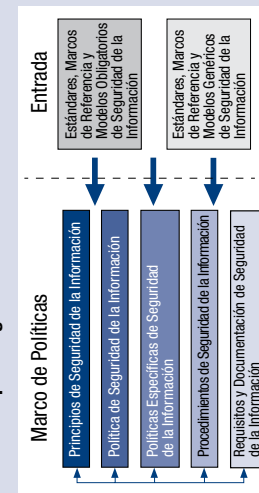 Marco de Políticas
Principios de Seguridad de la Información
Política de Seguridad de la Información
Políticas Específicas de Seguridad
de la Información
Procedimientos de Seguridad de la Información
Requisitos y Documentación de Seguridad
de la Información
Entrada
Estándares, Marcos
de Referencia y
Modelos Obligatorios
de Seguridad de la
Información
Estándares, Marcos
de Referencia y
Modelos Genéricos
de Seguridad de la
Información